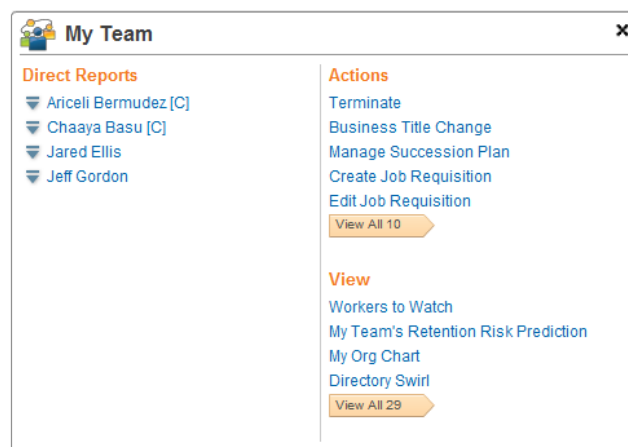 My Team
Direct Reports
Ariceli Bermudez [C]
Chaaya Basu [C]
Jared Ellis
Jeff Gordon
Actions
Terminate
Business Title Change
Manage Succession Plan
Create Job Requisition
Edit Job Requisition
View All 10
View
Workers to Watch
My Team's Retention Risk Prediction
My Org Chart
Directory Swirl
View All 29